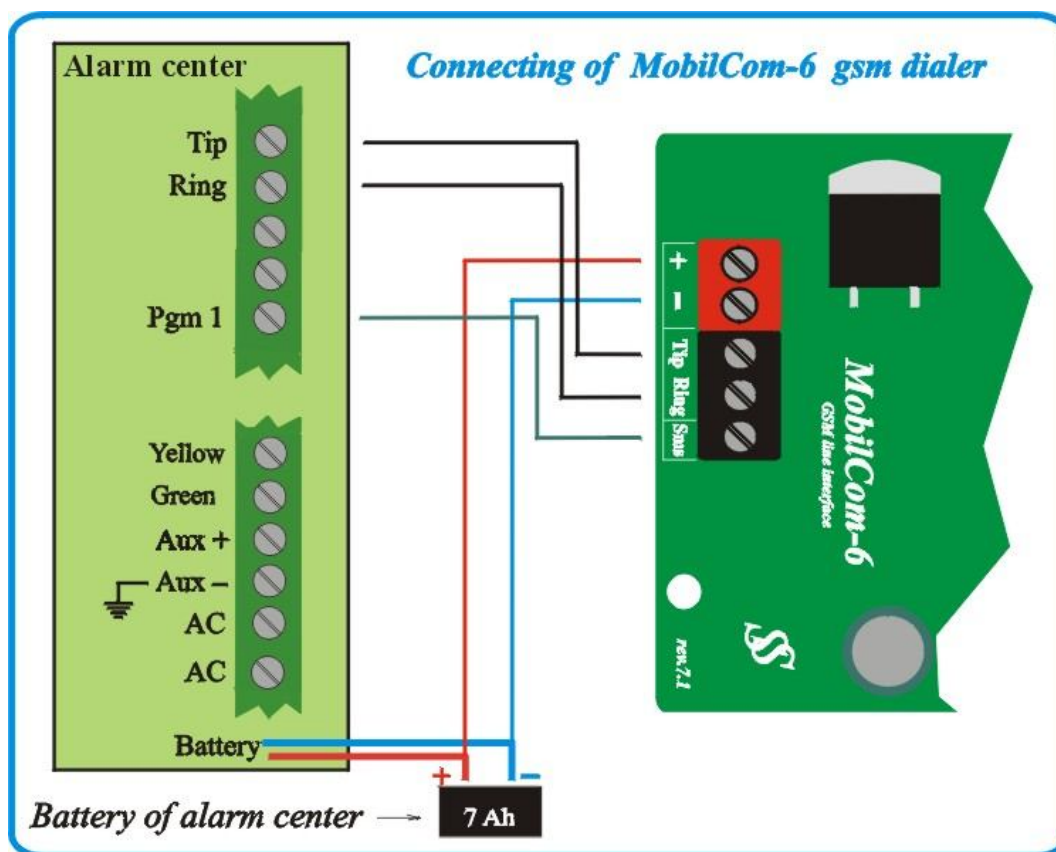 Connecting of MobilCom-6 gsm dialer
Alarm center
Tip
Ring
Pgm 1
Yellow
Green
Aux +
Aux –
AC
AC
Battery
+
–
Tip
Ring
Sms
MobilCom-6
GSM line interface
rev.7.1
SS
+
–
7 Ah
Battery of alarm center →